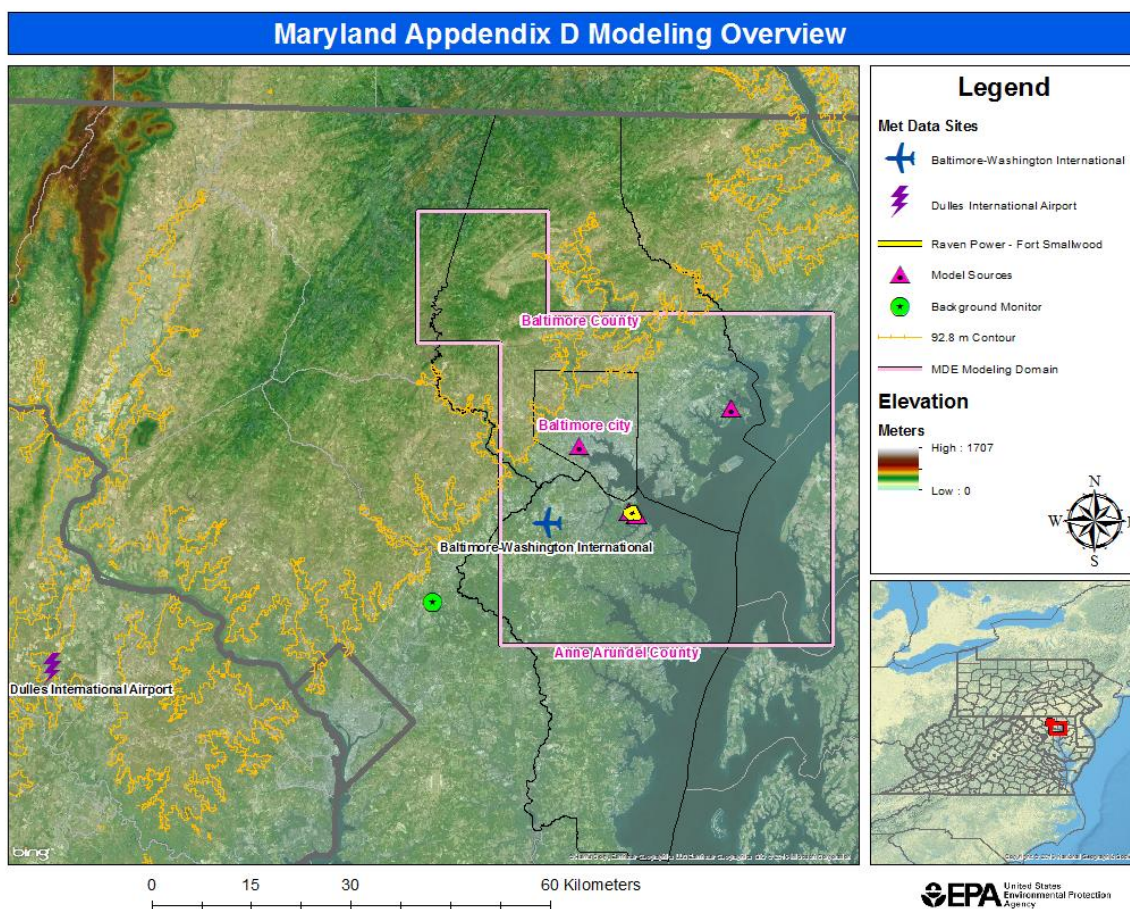 Maryland Appdendix D Modeling Overview
Baltimore County
Baltimore city
Baltimore-Washington International
Anne Arundel County
Dulles International Airport
bing
Legend
Met Data Sites
Baltimore-Washington International
Dulles International Airport
Raven Power - Fort Smallwood
Model Sources
Background Monitor
92.8 m Contour
MDE Modeling Domain
Elevation
Meters
High : 1707
Low : 0
N
W
E
S
0 15 30 60 Kilometers
EPA
United States
Environmental Protection
Agency